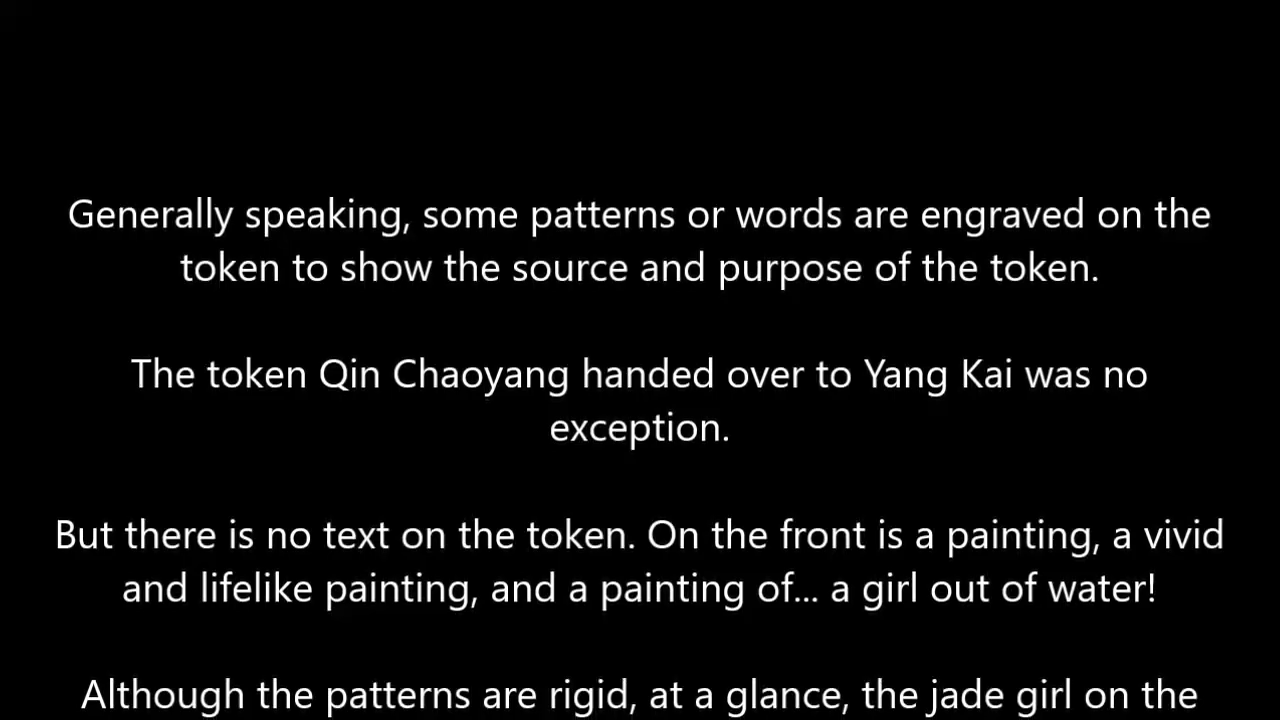 Generally speaking, some patterns or words are engraved on the
token to show the source and purpose of the token.
The token Qin Chaoyang handed over to Yang Kai was no
exception.
But there is no text on the token. On the front is a painting, a vivid
and lifelike painting, and a painting of... a girl out of water!
Although the patterns are rigid, at a glance, the jade girl on the